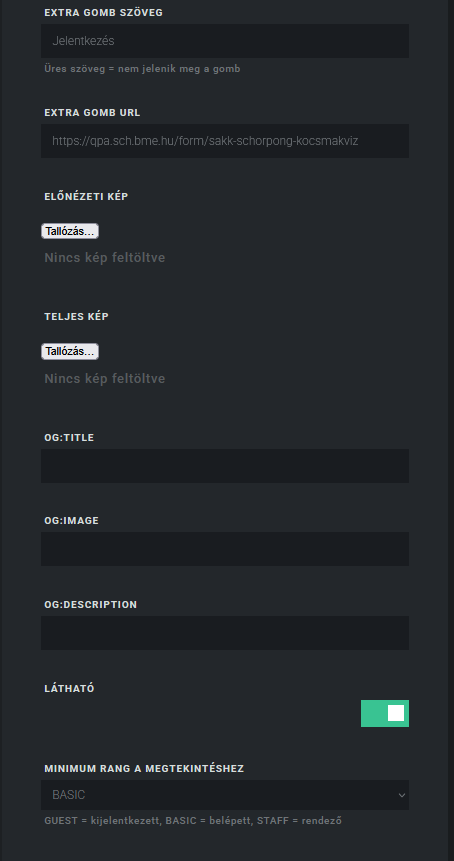 EXTRA GOMB SZÖVEG
Jelentkezés
Üres szöveg = nem jelenik meg a gomb
EXTRA GOMB URL
https://qpa.sch.bme.hu/form/sakk-schorpong-kocsmakviz
ELŐNÉZETI KÉP
Tallózás...
Nincs kép feltöltve
TELJES KÉP
Tallózás...
Nincs kép feltöltve
OG:TITLE
OG:IMAGE
OG:DESCRIPTION
LÁTHATÓ
MINIMUM RANG A MEGTEKINTÉSHEZ
BASIC
GUEST = kijelentkezett, BASIC = belépett, STAFF = rendező